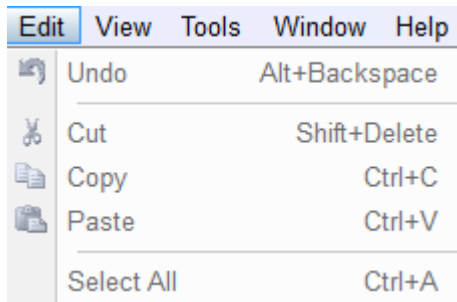 Edit View Tools Window Help
Undo Alt+Backspace
Cut Shift+Delete
Copy Ctrl+C
Paste Ctrl+V
Select All Ctrl+A